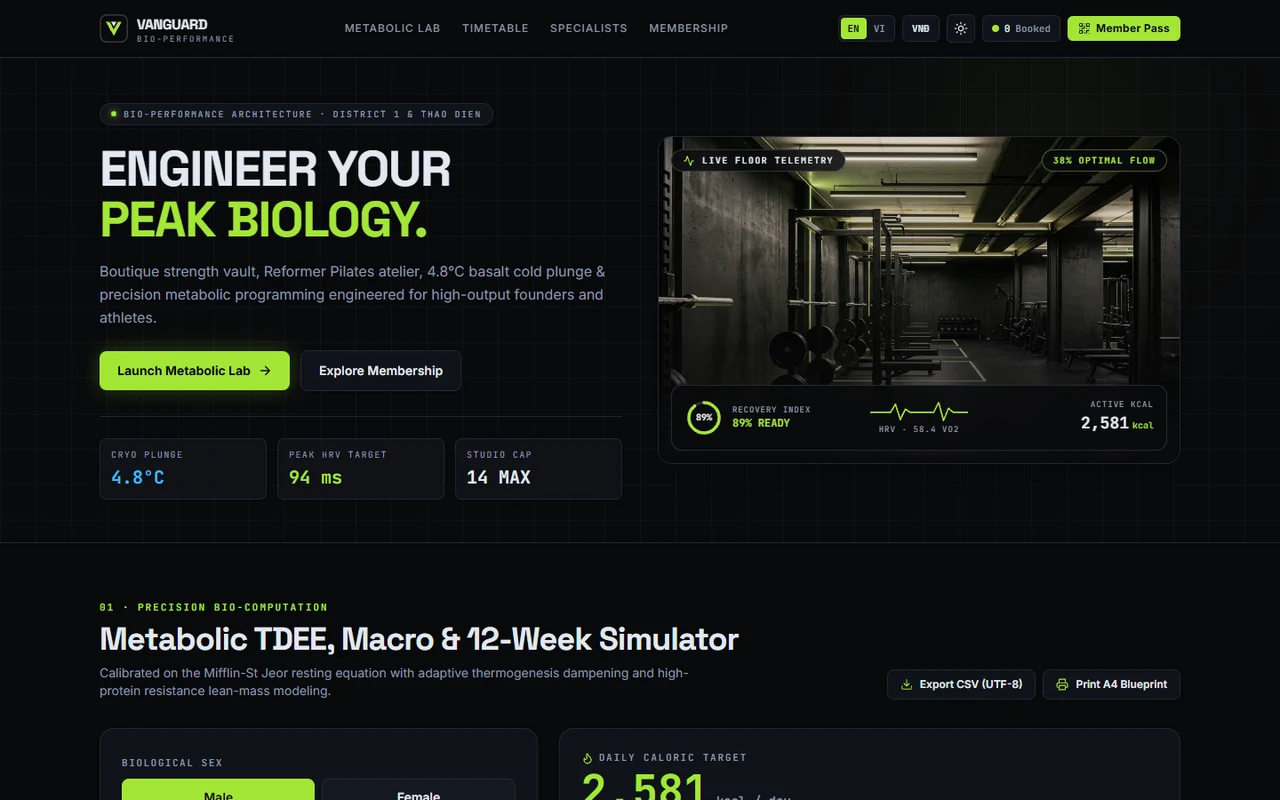 VANGUARD
BIO-PERFORMANCE
METABOLIC LAB
TIMETABLE
SPECIALISTS
MEMBERSHIP
EN
VI
VNĐ
0 Booked
Member Pass
BIO-PERFORMANCE ARCHITECTURE · DISTRICT 1 & THAO DIEN
ENGINEER YOUR
PEAK BIOLOGY.
Boutique strength vault, Reformer Pilates atelier, 4.8°C basalt cold plunge &
precision metabolic programming engineered for high-output founders and
athletes.
Launch Metabolic Lab
Explore Membership
CRYO PLUNGE
4.8°C
PEAK HRV TARGET
94 ms
STUDIO CAP
14 MAX
LIVE FLOOR TELEMETRY
38% OPTIMAL FLOW
89%
RECOVERY INDEX
89% READY
HRV · 58.4 VO2
ACTIVE KCAL
2,581 kcal
01 · PRECISION BIO-COMPUTATION
Metabolic TDEE, Macro & 12-Week Simulator
Calibrated on the Mifflin-St Jeor resting equation with adaptive thermogenesis dampening and high-
protein resistance lean-mass modeling.
Export CSV (UTF-8)
Print A4 Blueprint
BIOLOGICAL SEX
Male
Female
DAILY CALORIC TARGET
2,581 kcal / day